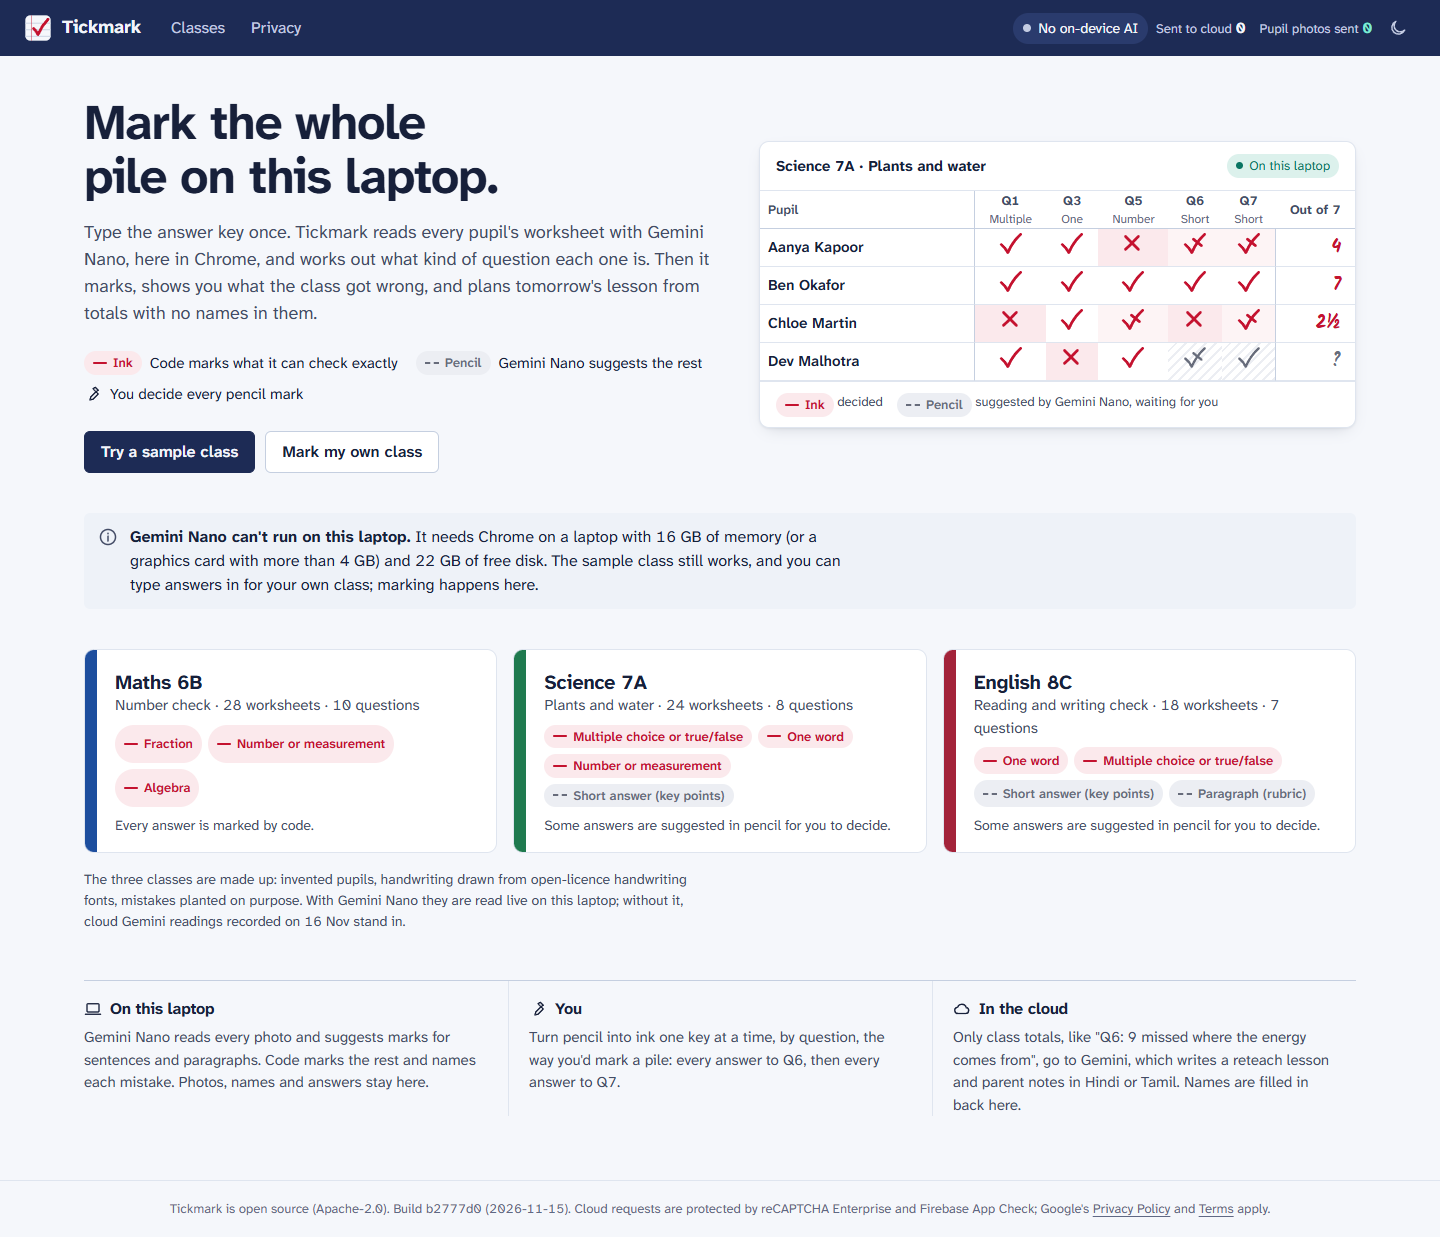 Tickmark
Classes
Privacy
No on-device AI
Sent to cloud 0
Pupil photos sent 0
Mark the whole
pile on this laptop.
Type the answer key once. Tickmark reads every pupil's worksheet with Gemini
Nano, here in Chrome, and works out what kind of question each one is. Then it
marks, shows you what the class got wrong, and plans tomorrow's lesson from
totals with no names in them.
Ink Code marks what it can check exactly
Pencil Gemini Nano suggests the rest
You decide every pencil mark
Try a sample class
Mark my own class
Science 7A · Plants and water
On this laptop
Pupil
Q1 Multiple
Q3 One
Q5 Number
Q6 Short
Q7 Short
Out of 7
Aanya Kapoor 4
Ben Okafor 7
Chloe Martin 2½
Dev Malhotra ?
Ink decided
Pencil suggested by Gemini Nano, waiting for you
Gemini Nano can't run on this laptop. It needs Chrome on a laptop with 16 GB of memory (or a
graphics card with more than 4 GB) and 22 GB of free disk. The sample class still works, and you can
type answers in for your own class; marking happens here.
Maths 6B
Number check · 28 worksheets · 10 questions
Fraction
Number or measurement
Algebra
Every answer is marked by code.
Science 7A
Plants and water · 24 worksheets · 8 questions
Multiple choice or true/false
One word
Number or measurement
Short answer (key points)
Some answers are suggested in pencil for you to decide.
English 8C
Reading and writing check · 18 worksheets · 7
questions
One word
Multiple choice or true/false
Short answer (key points)
Paragraph (rubric)
Some answers are suggested in pencil for you to decide.
The three classes are made up: invented pupils, handwriting drawn from open-licence handwriting
fonts, mistakes planted on purpose. With Gemini Nano they are read live on this laptop; without it,
cloud Gemini readings recorded on 16 Nov stand in.
On this laptop
Gemini Nano reads every photo and suggests marks for
sentences and paragraphs. Code marks the rest and names
each mistake. Photos, names and answers stay here.
You
Turn pencil into ink one key at a time, by question, the
way you'd mark a pile: every answer to Q6, then every
answer to Q7.
In the cloud
Only class totals, like "Q6: 9 missed where the energy
comes from", go to Gemini, which writes a reteach lesson
and parent notes in Hindi or Tamil. Names are filled in
back here.
Tickmark is open source (Apache-2.0). Build b2777d0 (2026-11-15). Cloud requests are protected by reCAPTCHA Enterprise and Firebase App Check; Google's Privacy Policy and Terms apply.